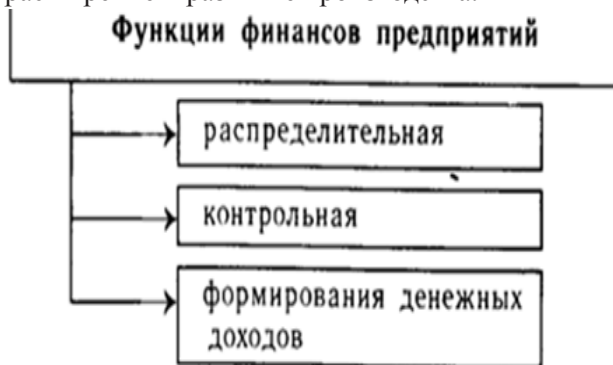 Функции финансов предприятий
распределительная
контрольная
формирования денежных
доходов